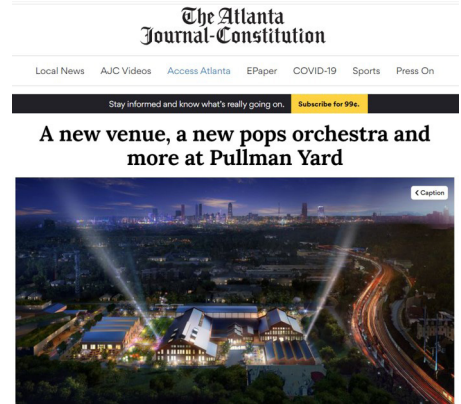 The Atlanta
Journal-Constitution
Local News AJC Videos Access Atlanta EPaper COVID-19 Sports Press On
Stay informed and know what's really going on. Subscribe for 99¢.
A new venue, a new pops orchestra and
more at Pullman Yard
< Caption